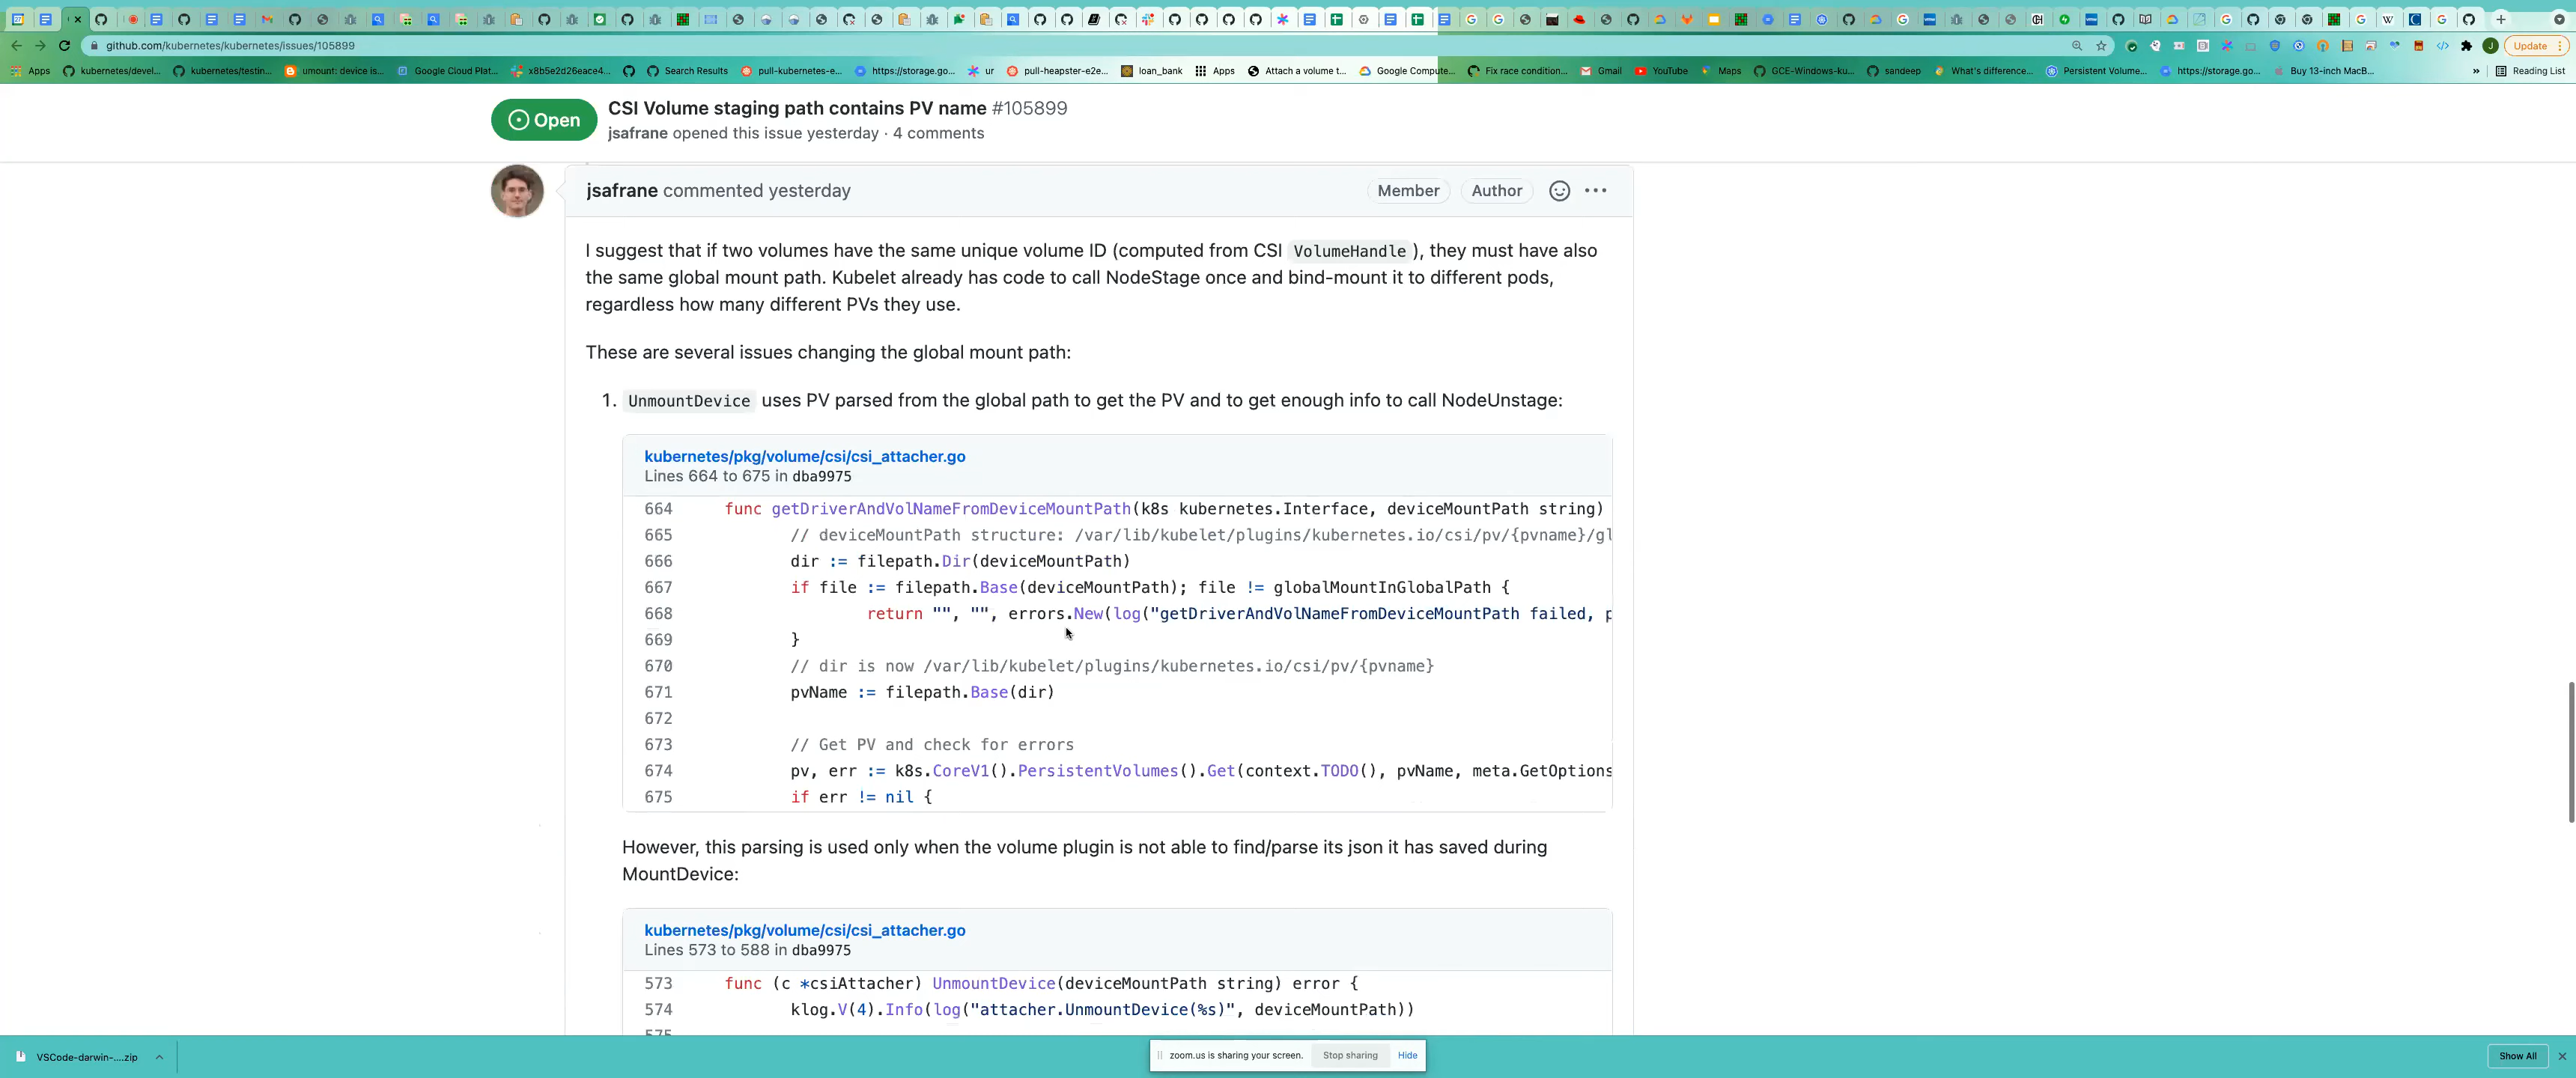 github.com/kubernetes/kubernetes/issues/105899
Update
Apps
kubernetes/devel...
kubernetes/testin...
umount: device is...
Google Cloud Plat...
x8b5e2d26eace4...
Search Results
pull-kubernetes-e...
https://storage.go...
ur
pull-heapster-e2e...
loan_bank
Apps
Attach a volume t...
Google Compute...
Fix race condition...
Gmail
YouTube
Maps
GCE-Windows-ku...
sandeep
What's difference...
Persistent Volume...
https://storage.go...
Buy 13-inch MacB...
»
Reading List
Open
CSI Volume staging path contains PV name #105899
jsafrane opened this issue yesterday · 4 comments
jsafrane commented yesterday
Member
Author
I suggest that if two volumes have the same unique volume ID (computed from CSI VolumeHandle ), they must have also
the same global mount path. Kubelet already has code to call NodeStage once and bind-mount it to different pods,
regardless how many different PVs they use.
These are several issues changing the global mount path:
1. UnmountDevice uses PV parsed from the global path to get the PV and to get enough info to call NodeUnstage:
kubernetes/pkg/volume/csi/csi_attacher.go
Lines 664 to 675 in dba9975
664 func getDriverAndVolNameFromDeviceMountPath(k8s kubernetes.Interface, deviceMountPath string)
665 // deviceMountPath structure: /var/lib/kubelet/plugins/kubernetes.io/csi/pv/{pvname}/gl
666 dir := filepath.Dir(deviceMountPath)
667 if file := filepath.Base(deviceMountPath); file != globalMountInGlobalPath {
668 return "", "", errors.New(log("getDriverAndVolNameFromDeviceMountPath failed, p
669 }
670 // dir is now /var/lib/kubelet/plugins/kubernetes.io/csi/pv/{pvname}
671 pvName := filepath.Base(dir)
672
673 // Get PV and check for errors
674 pv, err := k8s.CoreV1().PersistentVolumes().Get(context.TODO(), pvName, meta.GetOptions
675 if err != nil {
However, this parsing is used only when the volume plugin is not able to find/parse its json it has saved during
MountDevice:
kubernetes/pkg/volume/csi/csi_attacher.go
Lines 573 to 588 in dba9975
573 func (c *csiAttacher) UnmountDevice(deviceMountPath string) error {
574 klog.V(4).Info(log("attacher.UnmountDevice(%s)", deviceMountPath))
575
VSCode-darwin-....zip
zoom.us is sharing your screen.
Stop sharing
Hide
Show All